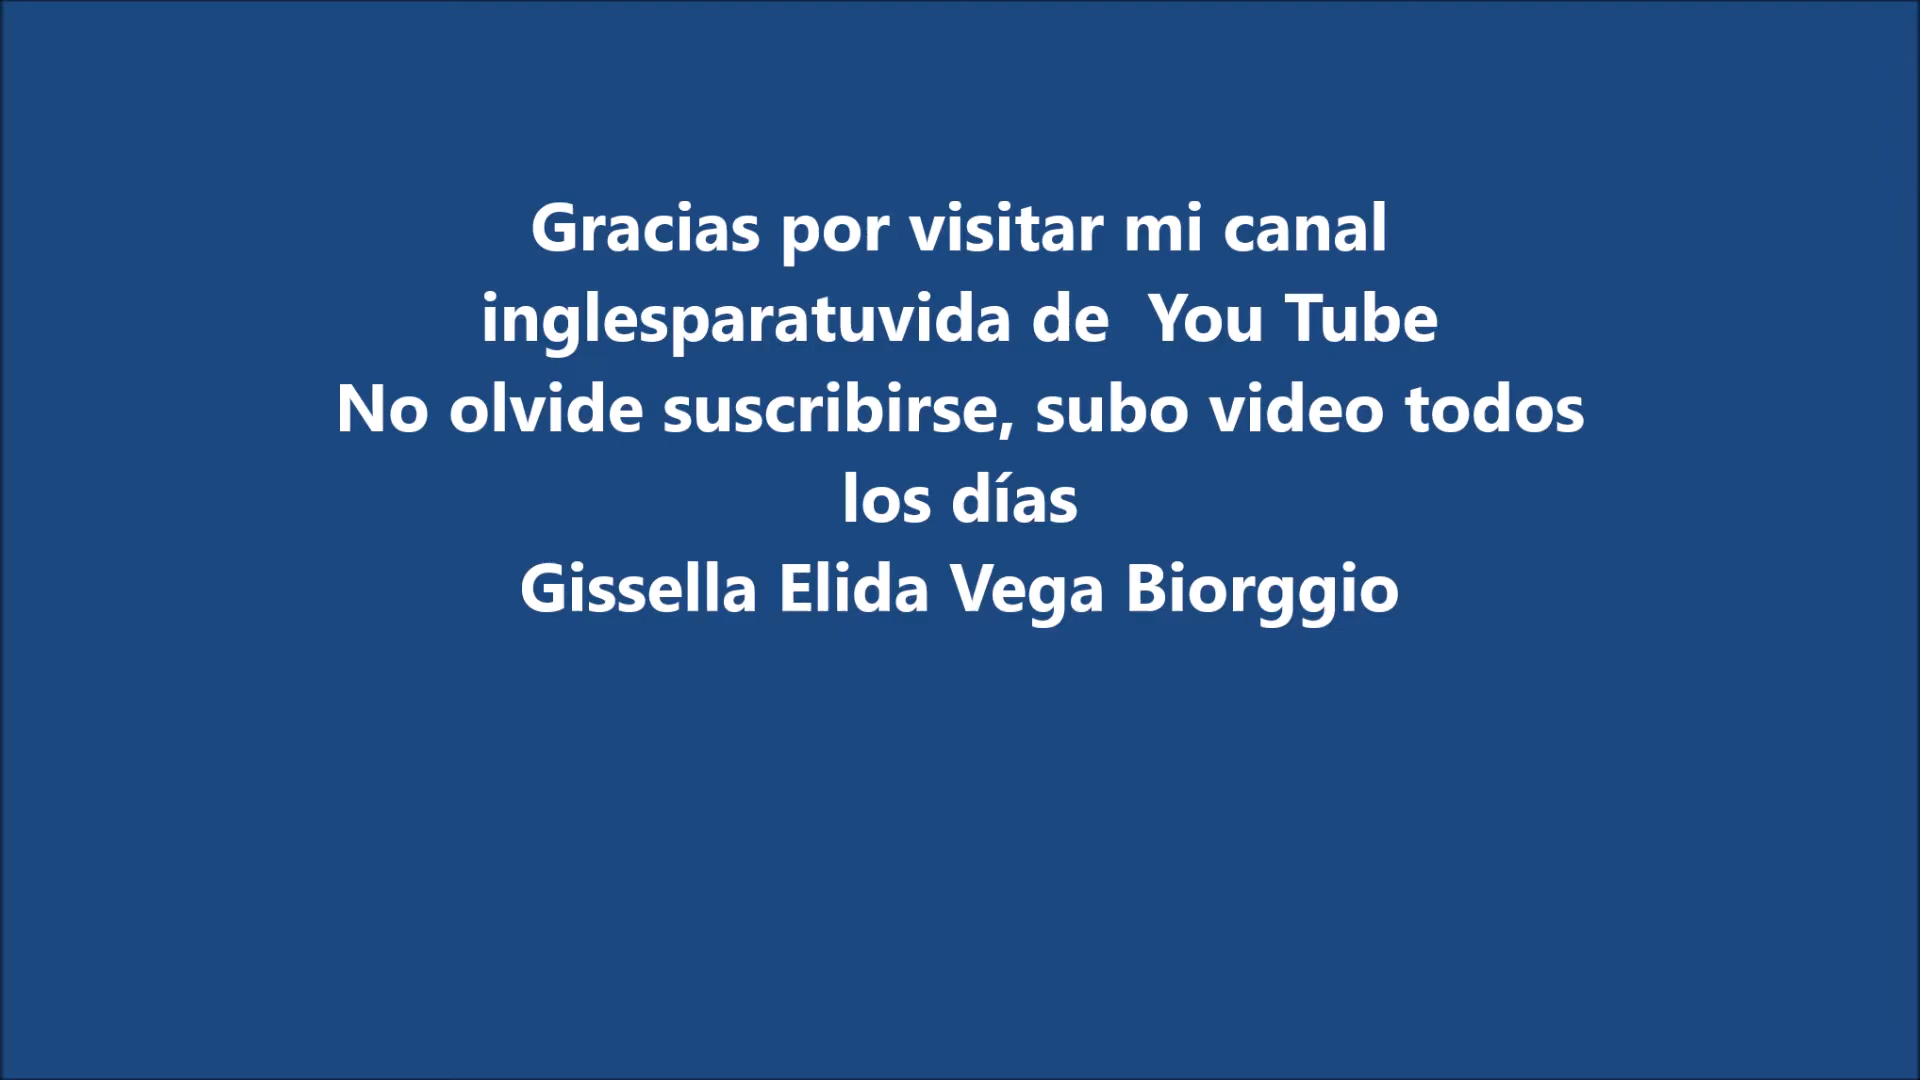 Gracias por visitar mi canal
inglesparatuvida de  You Tube
No olvide suscribirse, subo video todos
los días
Gissella Elida Vega Biorggio